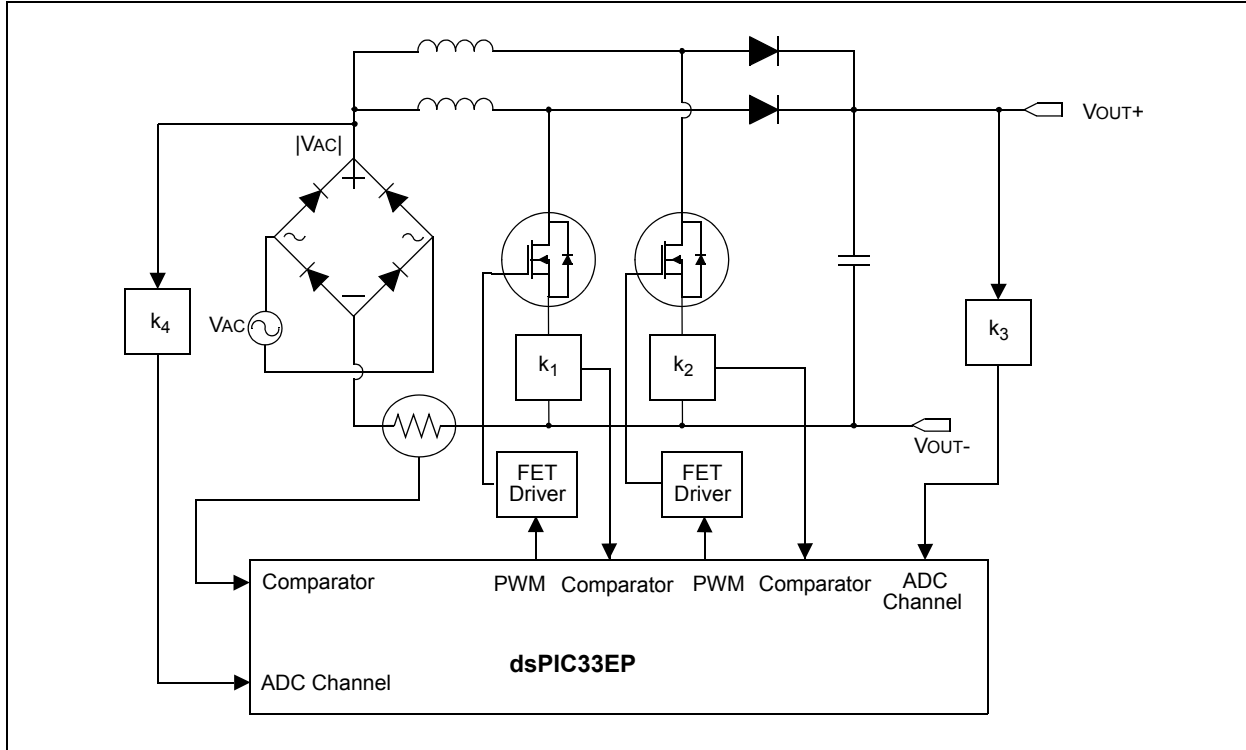 VOUT+
|VAC|
k4
VAC
k1
k2
k3
VOUT-
FET
Driver
FET
Driver
Comparator
PWM
Comparator
PWM
Comparator
ADC
Channel
dsPIC33EP
ADC Channel